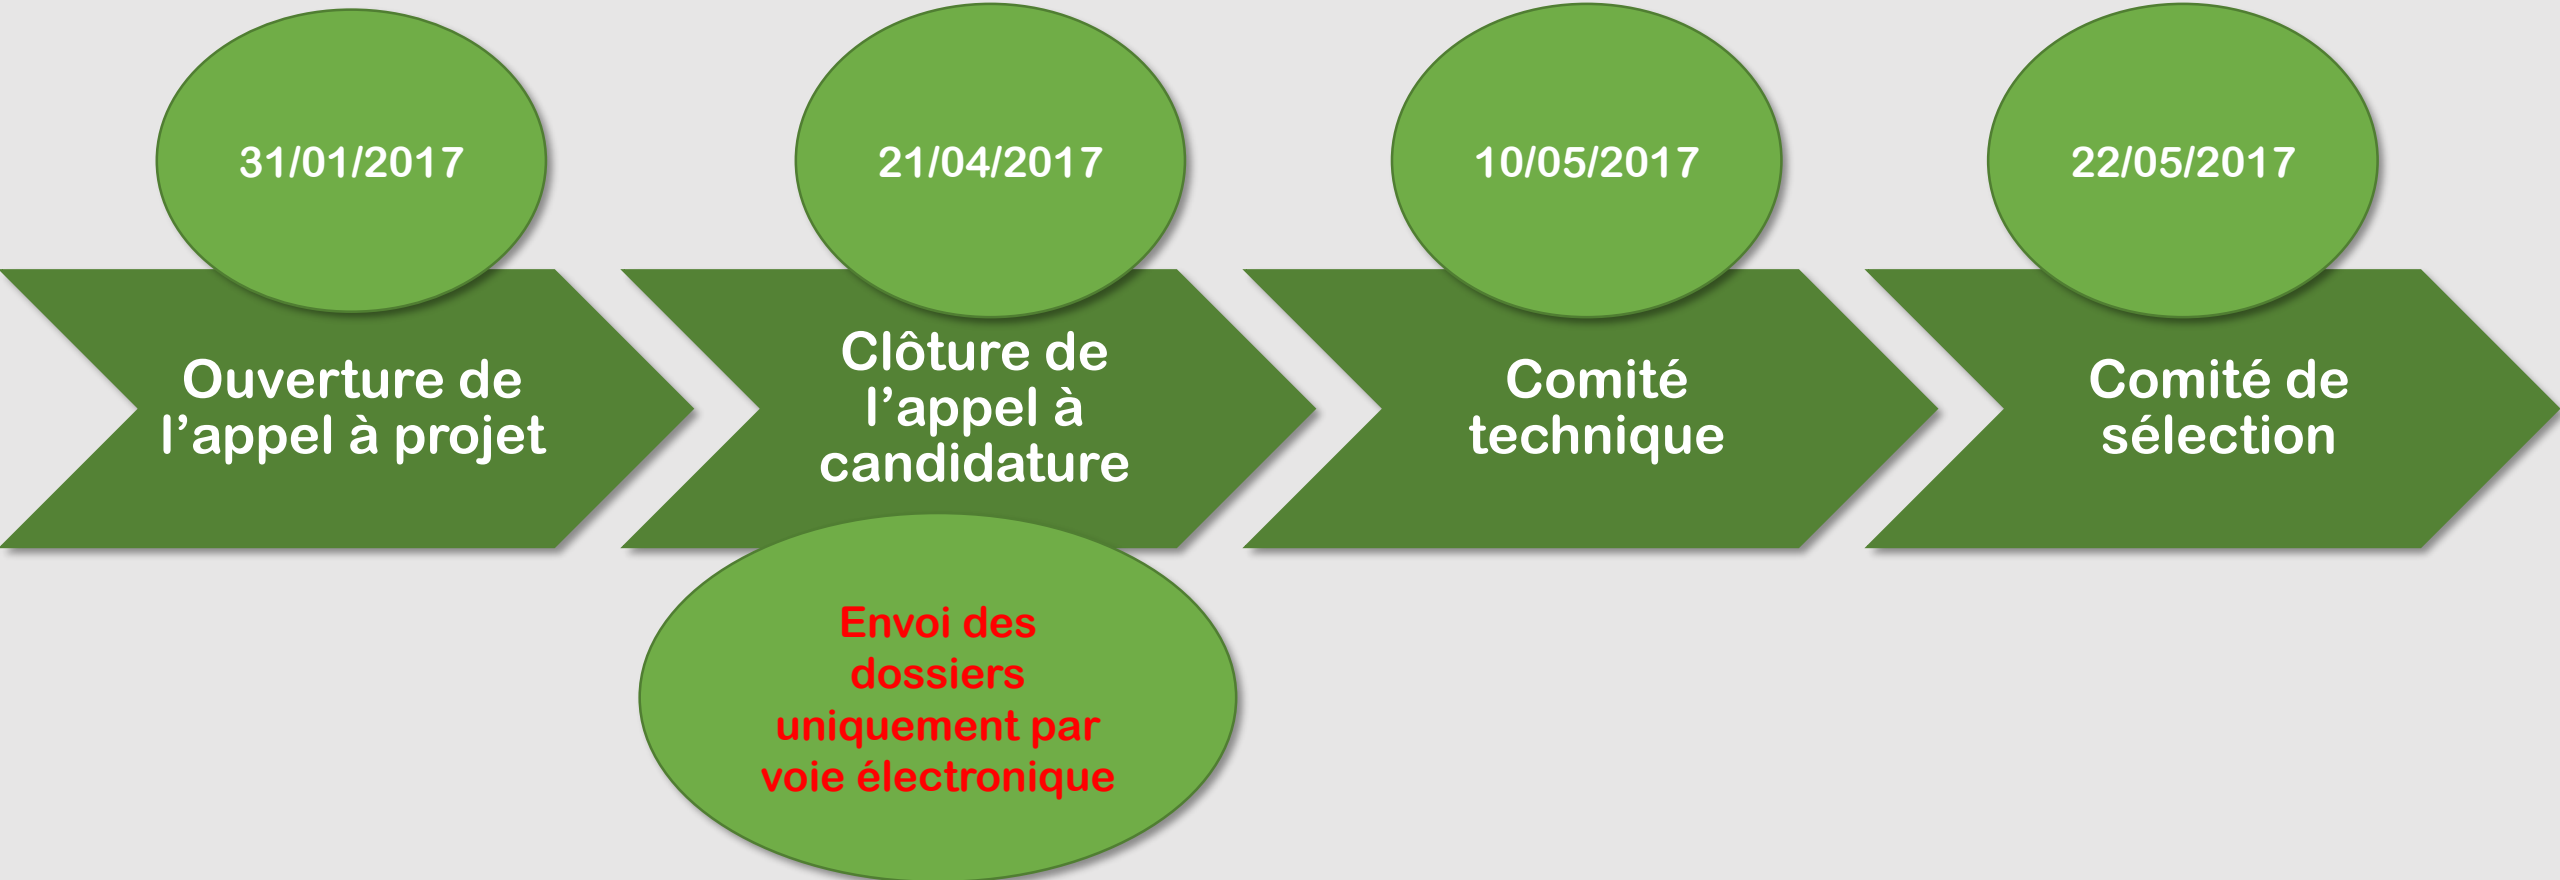 31/01/2017
21/04/2017
10/05/2017
22/05/2017
Ouverture de
l’appel à projet
Clôture de
l’appel à
candidature
Comité
technique
Comité de
sélection
Envoi des
dossiers
uniquement par
voie électronique